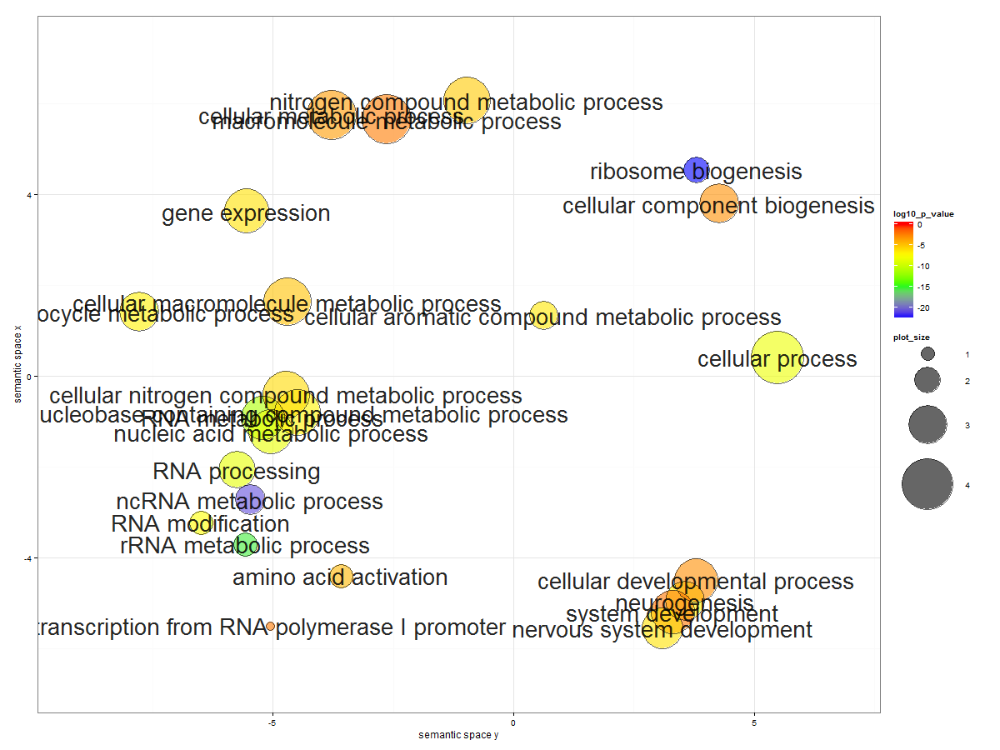 nitrogen compound metabolic process
cellular metabolic process
macromolecule metabolic process
ribosome biogenesis
cellular component biogenesis
gene expression
cellular macromolecule metabolic process
ocycle metabolic process
cellular aromatic compound metabolic process
cellular process
cellular nitrogen compound metabolic process
ucleobase-containing compound metabolic process
RNA metabolic process
nucleic acid metabolic process
RNA processing
ncRNA metabolic process
RNA modification
rRNA metabolic process
amino acid activation
transcription from RNA polymerase I promoter
cellular developmental process
neurogenesis
system development
nervous system development
4
0
-4
semantic space x
-5
0
5
semantic space y
log10_p_value
0
-5
-10
-15
-20
plot_size
1
2
3
4